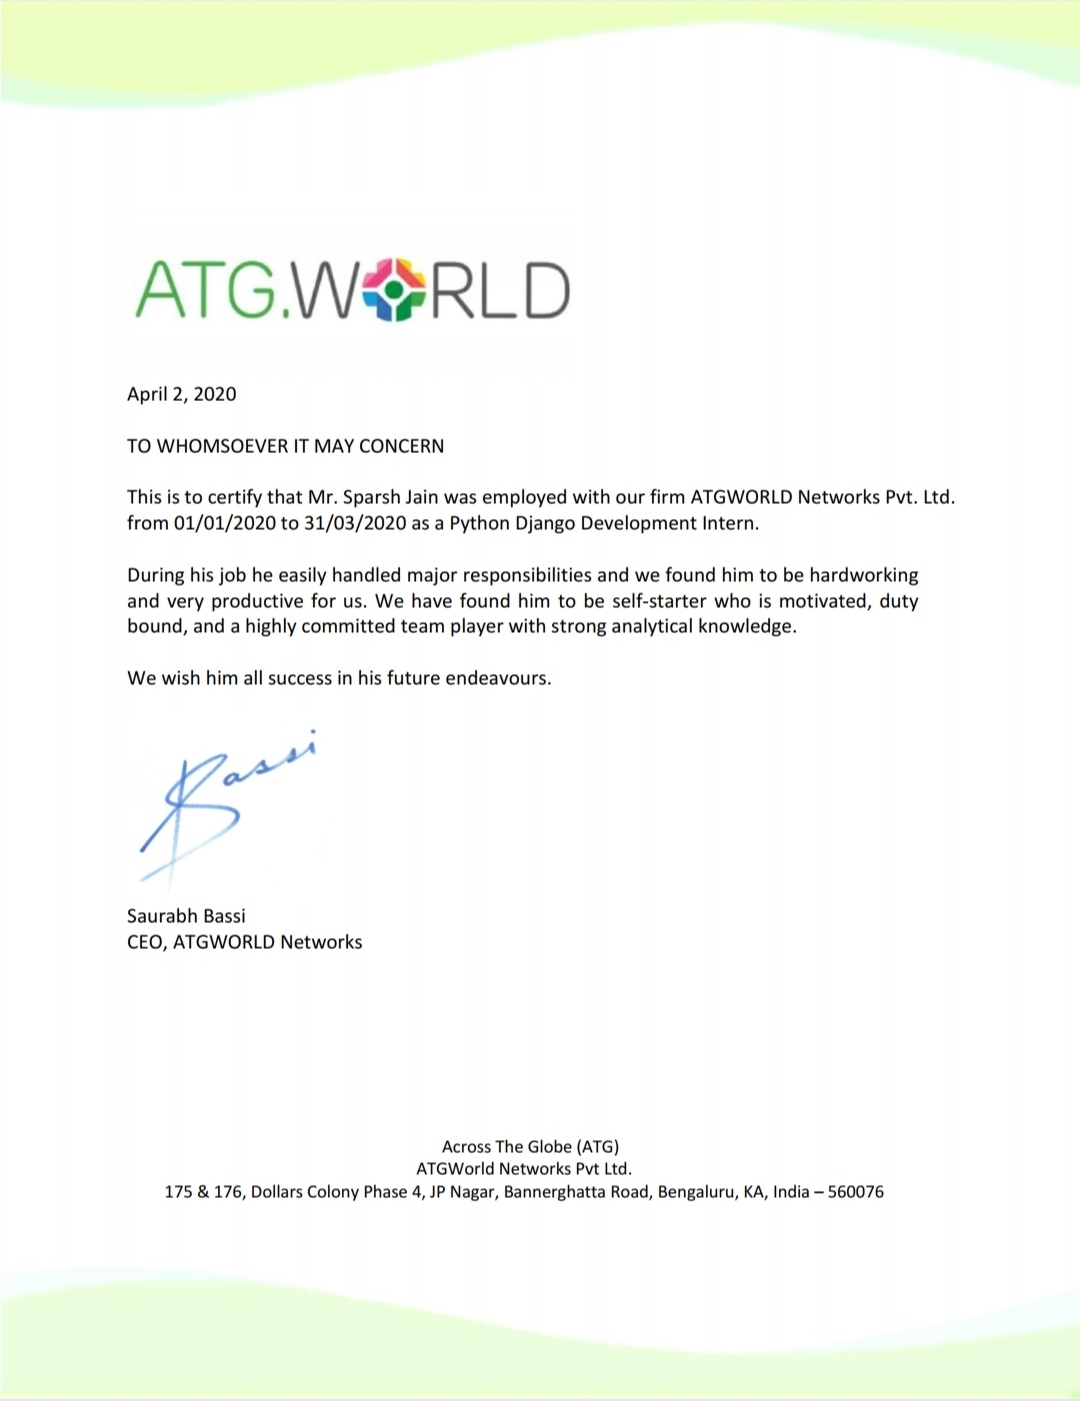 ATG.WORLD
April 2, 2020
TO WHOMSOEVER IT MAY CONCERN
This is to certify that Mr. Sparsh Jain was employed with our firm ATGWORLD Networks Pvt. Ltd.
from 01/01/2020 to 31/03/2020 as a Python Django Development Intern.
During his job he easily handled major responsibilities and we found him to be hardworking
and very productive for us. We have found him to be self-starter who is motivated, duty
bound, and a highly committed team player with strong analytical knowledge.
We wish him all success in his future endeavours.
SBassi
Saurabh Bassi
CEO, ATGWORLD Networks
Across The Globe (ATG)
ATGWorld Networks Pvt Ltd.
175 & 176, Dollars Colony Phase 4, JP Nagar, Bannerghatta Road, Bengaluru, KA, India – 560076